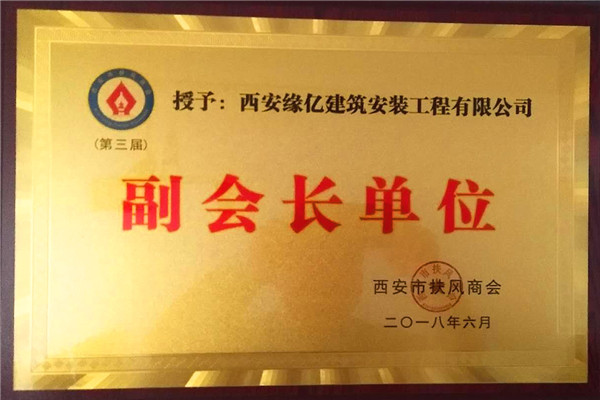 授予：西安缘亿建筑安装工程有限公司
(第三届)
副会长单位
西安市扶风商会
二〇一八年六月